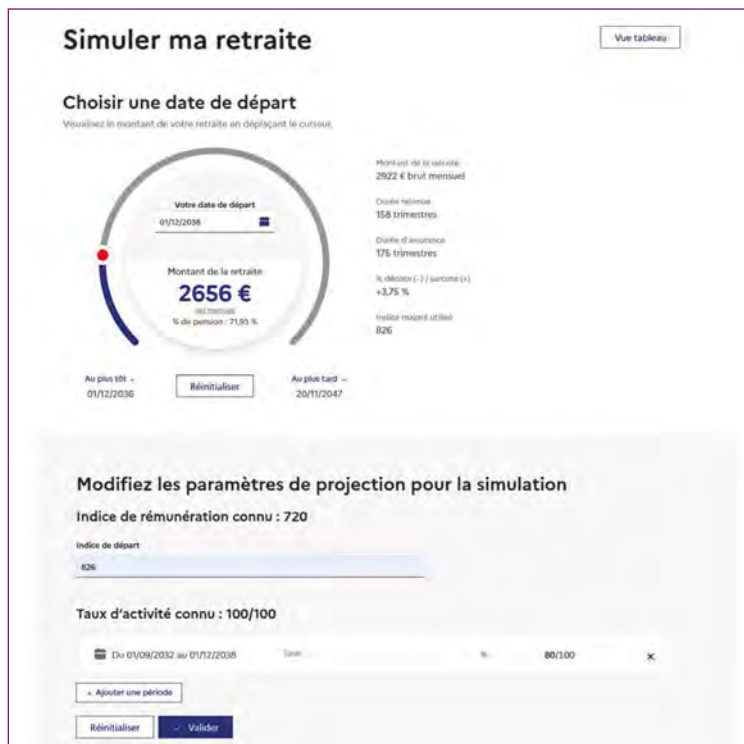 Simuler ma retraite
Vue tableau
Choisir une date de départ
Visualisez le montant de votre retraite en déplaçant le curseur.
Votre date de départ
01/12/2038
Montant de la retraite
2656 €
net mensuel
% de pension : 71,93 %
Au plus tôt
01/12/2036
Réinitialiser
Au plus tard
20/11/2047
Montant de la retraite
2922 € brut mensuel
Durée retenue
158 trimestres
Durée d'assurance
175 trimestres
% décote (-) / surcote (+)
+3,75 %
Indice majoré utilisé
826
Modifiez les paramètres de projection pour la simulation
Indice de rémunération connu : 720
Indice de départ
826
Taux d'activité connu : 100/100
Du 01/09/2032 au 01/12/2038 Taux 80/100 ×
+ Ajouter une période
Réinitialiser
Valider